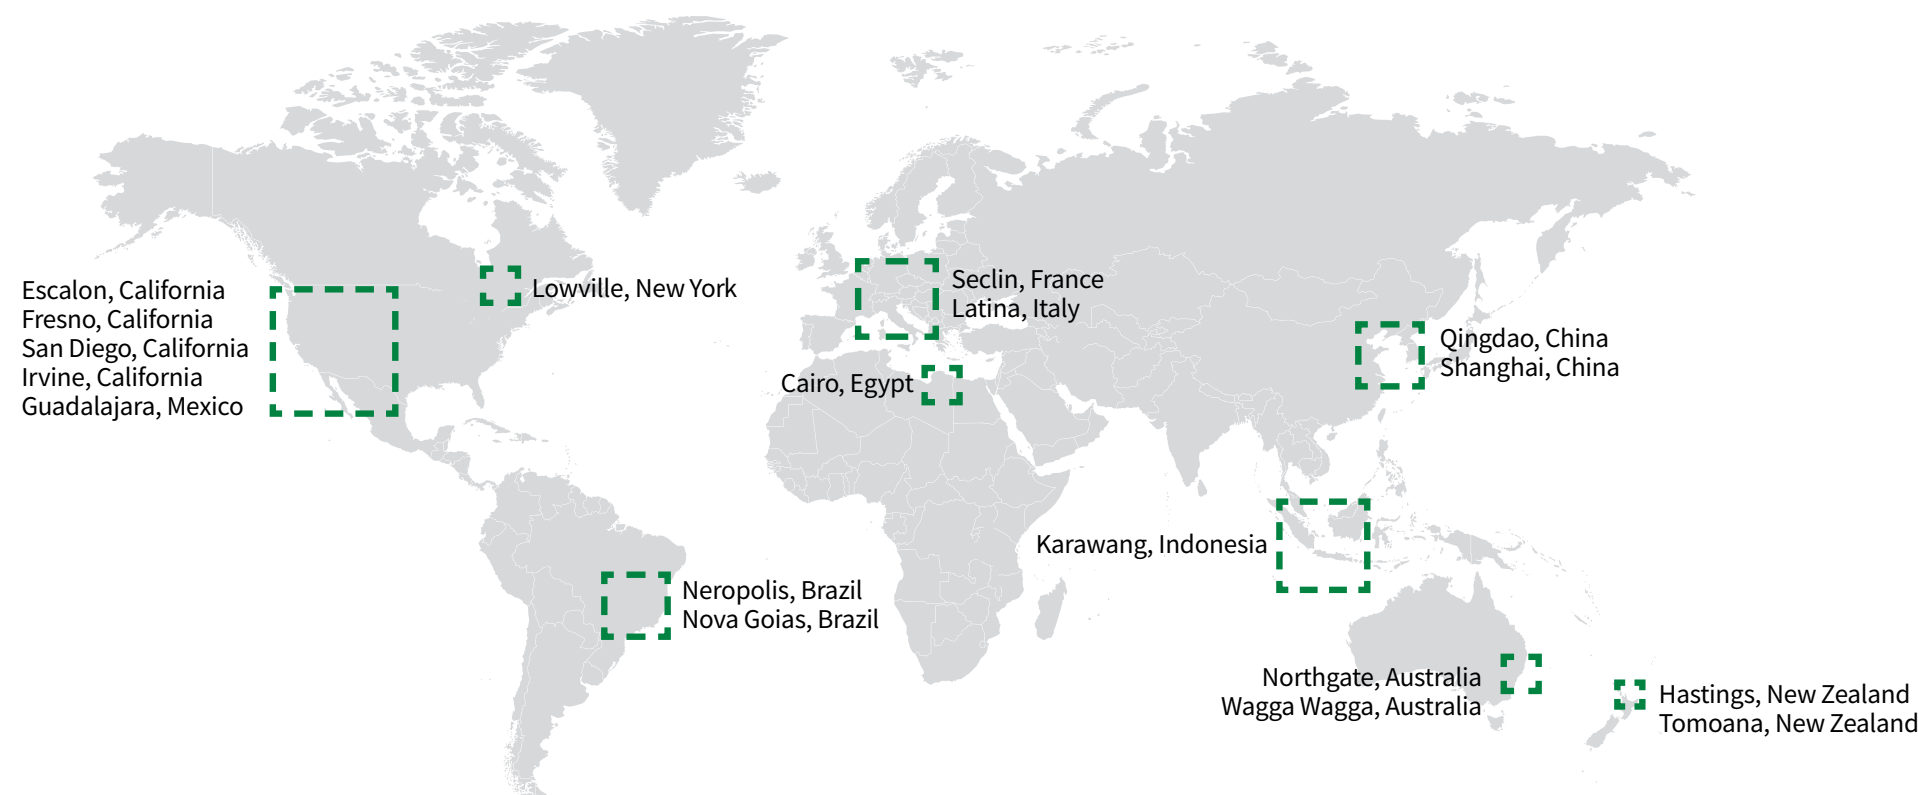 Escalon, California
Fresno, California
San Diego, California
Irvine, California
Guadalajara, Mexico
Lowville, New York
Seclin, France
Latina, Italy
Cairo, Egypt
Qingdao, China
Shanghai, China
Karawang, Indonesia
Neropolis, Brazil
Nova Goias, Brazil
Northgate, Australia
Wagga Wagga, Australia
Hastings, New Zealand
Tomoana, New Zealand